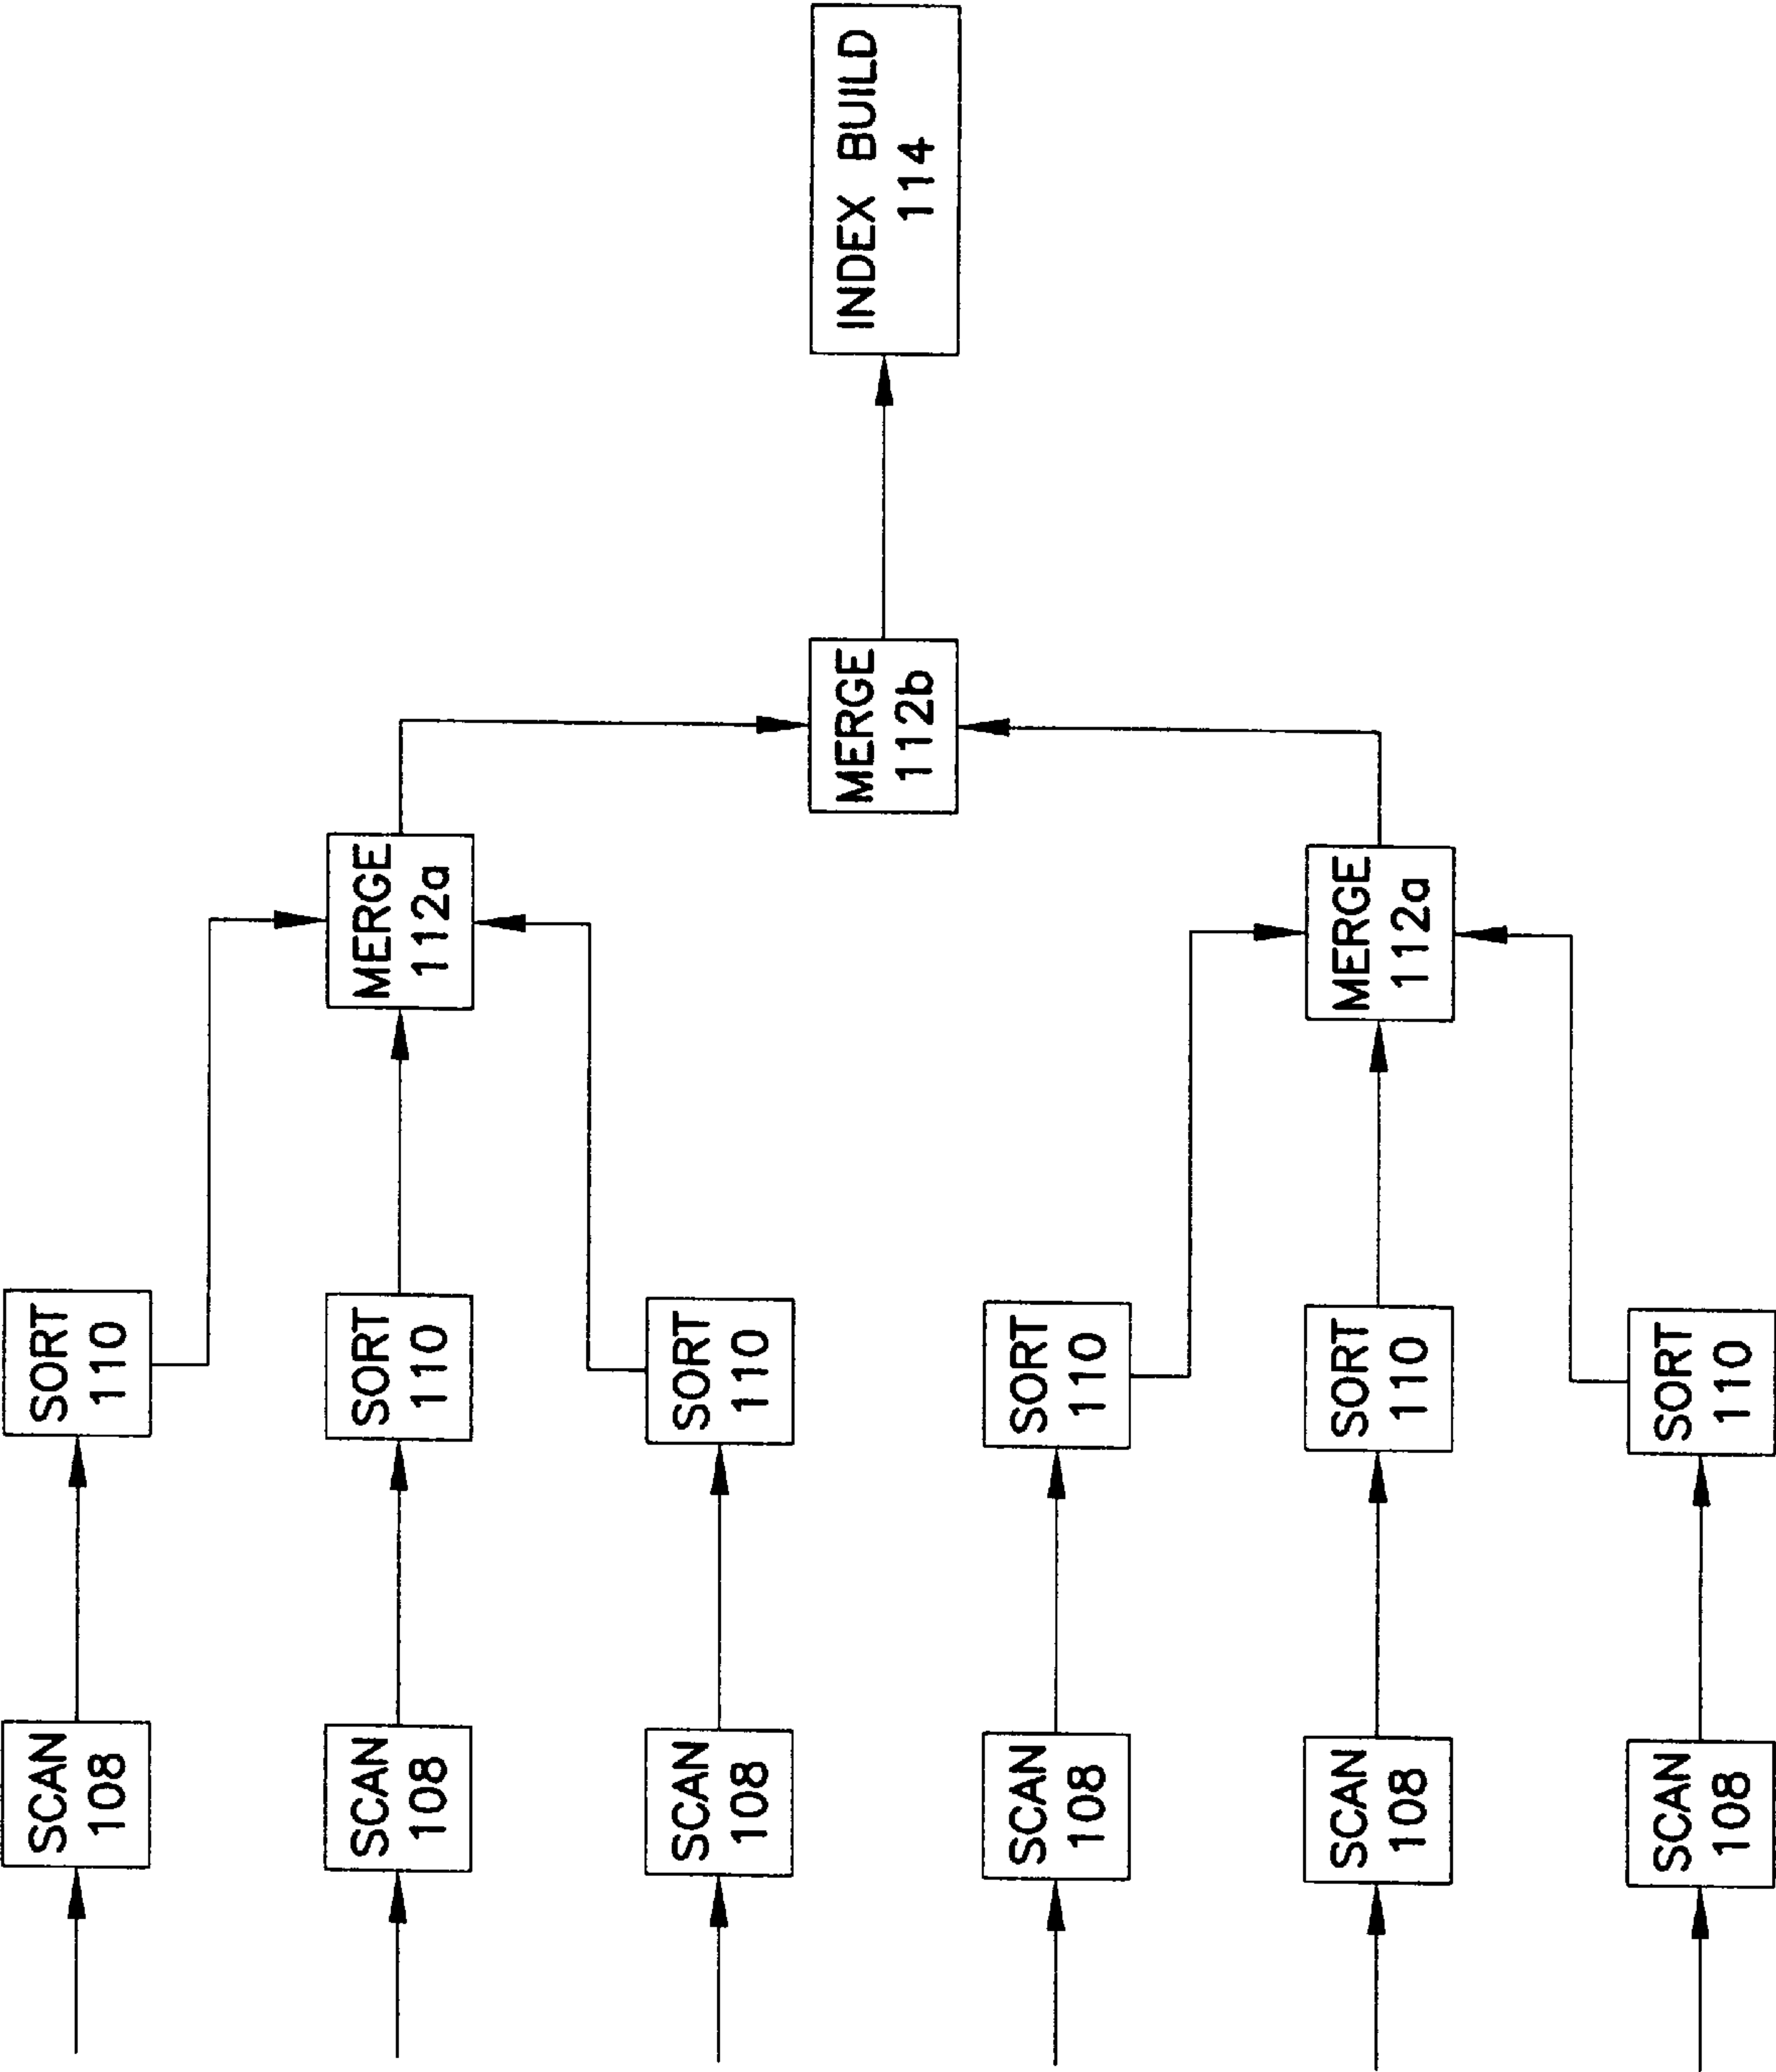 SCAN
108
SORT
110
SCAN
108
SORT
110
SCAN
108
SORT
110
MERGE
112a
SCAN
108
SORT
110
SCAN
108
SORT
110
SCAN
108
SORT
110
MERGE
112a
MERGE
112b
INDEX BUILD
114